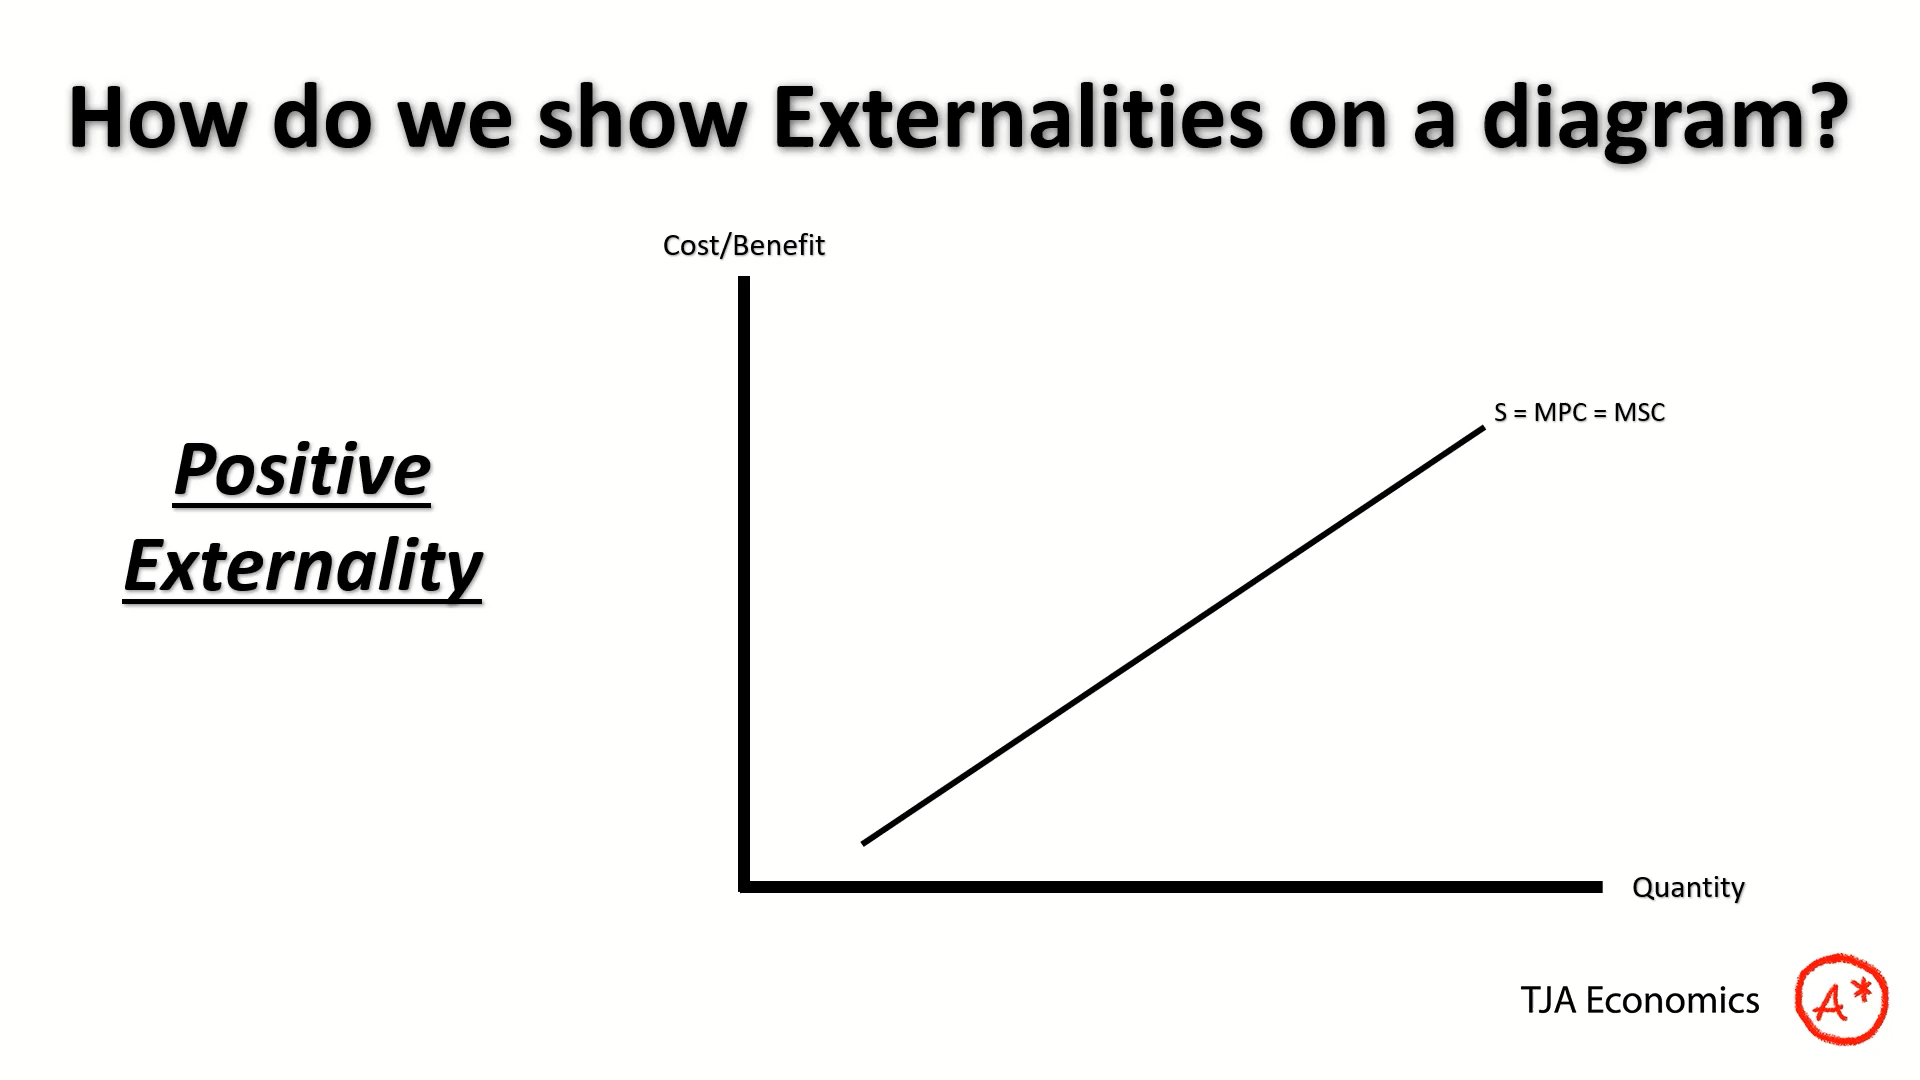 How do we show Externalities on a diagram?
Cost/Benefit
S = MPC = MSC
Positive
Externality
Quantity
TJA Economics
A*